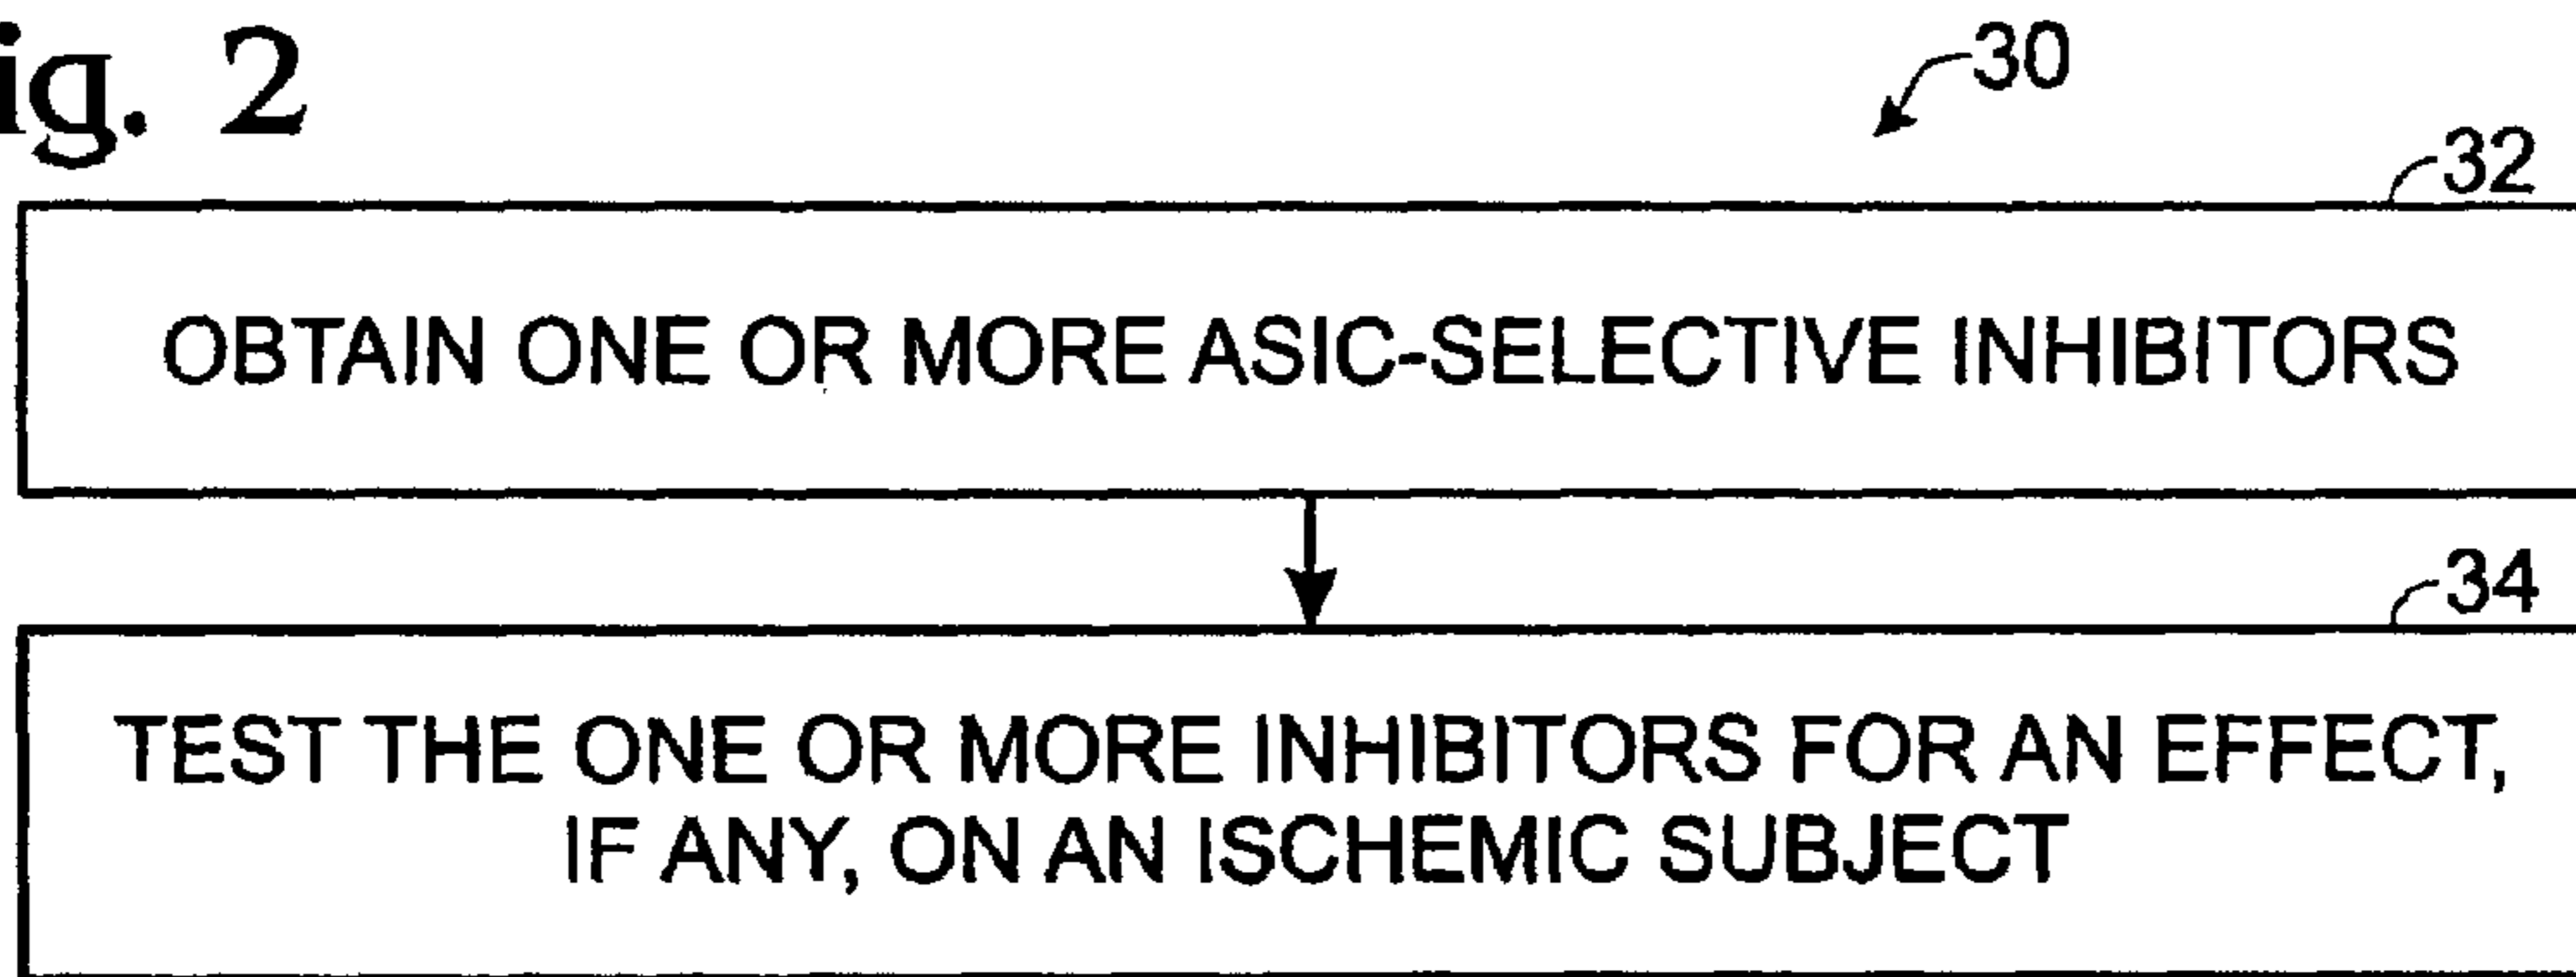 ig. 2
30
32
OBTAIN ONE OR MORE ASIC-SELECTIVE INHIBITORS
34
TEST THE ONE OR MORE INHIBITORS FOR AN EFFECT,
IF ANY, ON AN ISCHEMIC SUBJECT